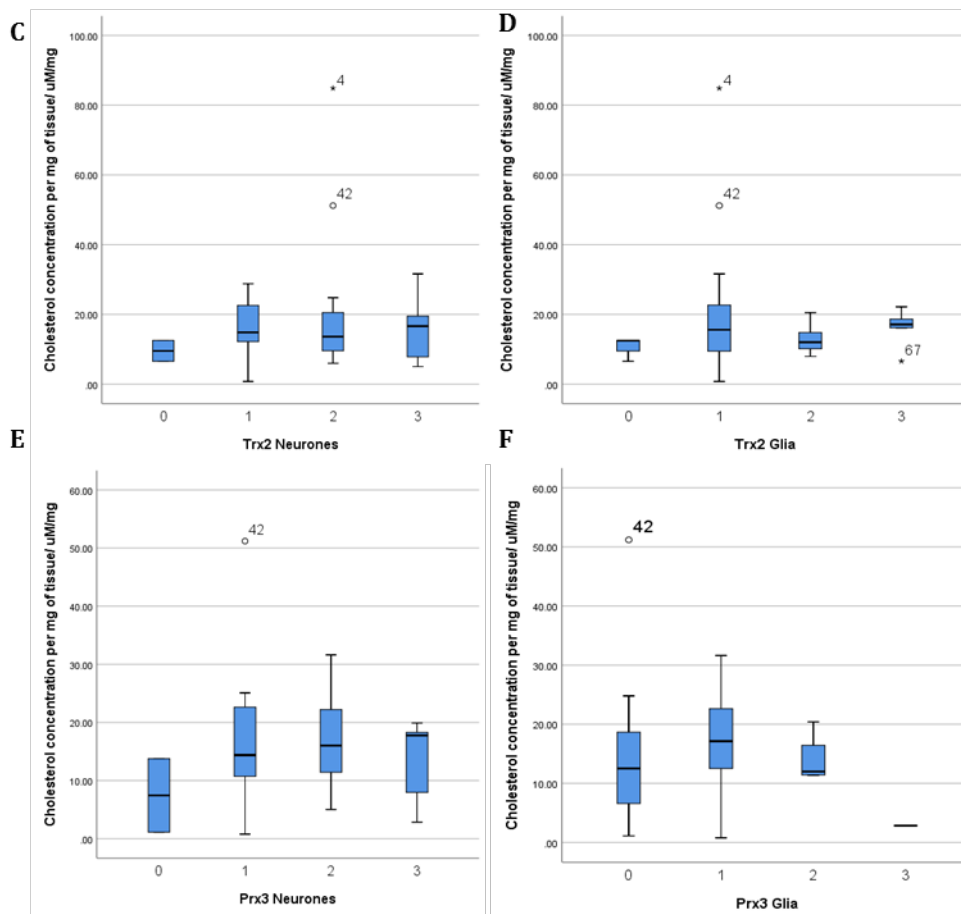 C
Cholesterol concentration per mg of tissue/ uM/mg
100.00
80.00
60.00
40.00
20.00
.00
4
42
0 1 2 3
Trx2 Neurones
D
Cholesterol concentration per mg of tissue/ uM/mg
100.00
80.00
60.00
40.00
20.00
.00
4
42
67
0 1 2 3
Trx2 Glia
E
Cholesterol concentration per mg of tissue/ uM/mg
60.00
50.00
40.00
30.00
20.00
10.00
.00
42
0 1 2 3
Prx3 Neurones
F
Cholesterol concentration per mg of tissue/ uM/mg
60.00
50.00
40.00
30.00
20.00
10.00
.00
42
0 1 2 3
Prx3 Glia